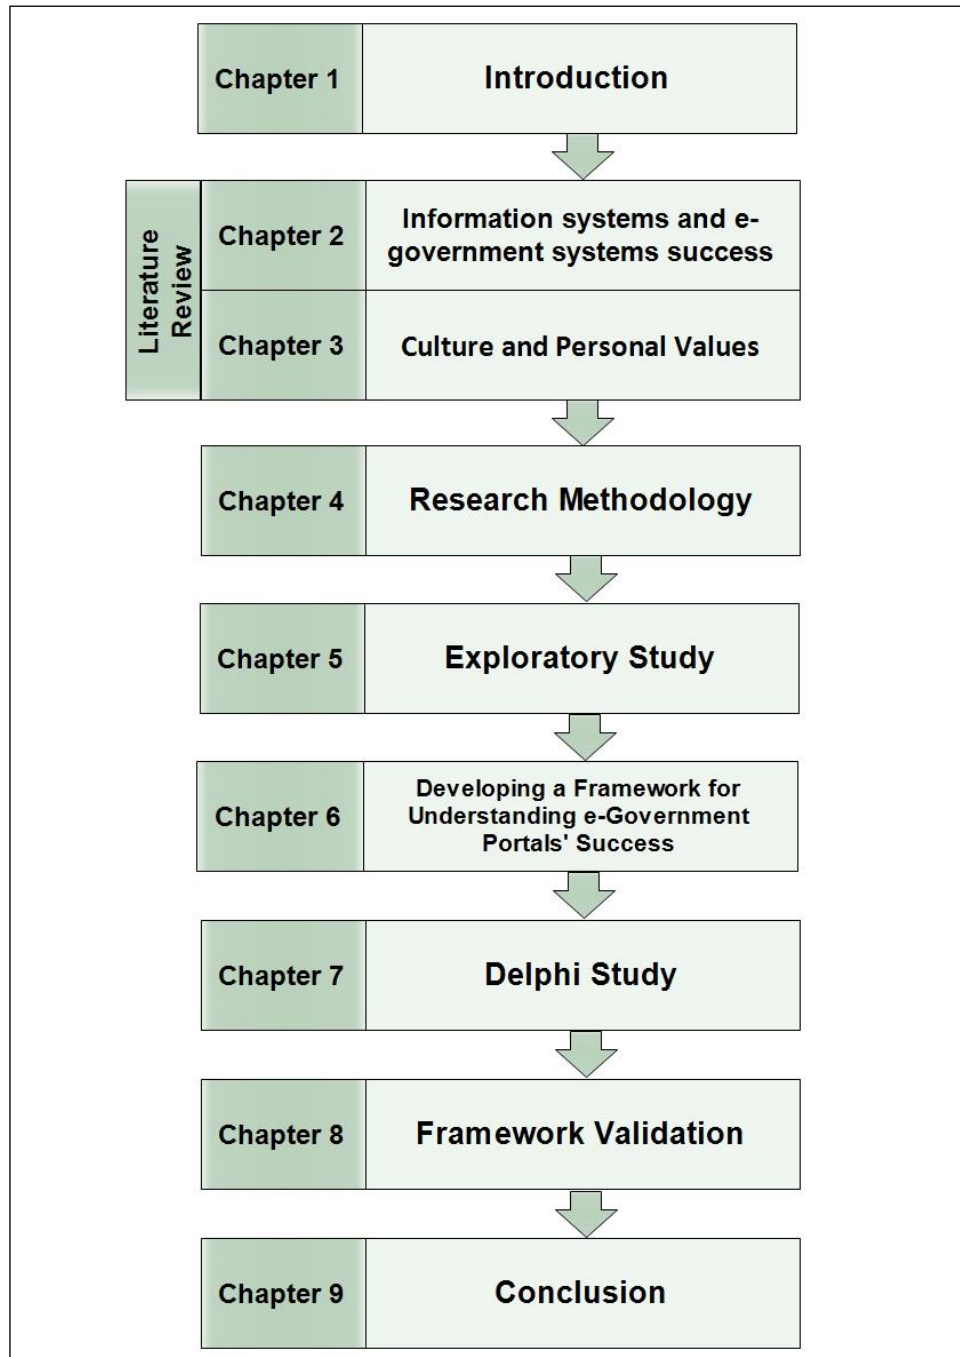 Chapter 1
Introduction
Literature
Review
Chapter 2
Information systems and e-
government systems success
Chapter 3
Culture and Personal Values
Chapter 4
Research Methodology
Chapter 5
Exploratory Study
Chapter 6
Developing a Framework for
Understanding e-Government
Portals' Success
Chapter 7
Delphi Study
Chapter 8
Framework Validation
Chapter 9
Conclusion